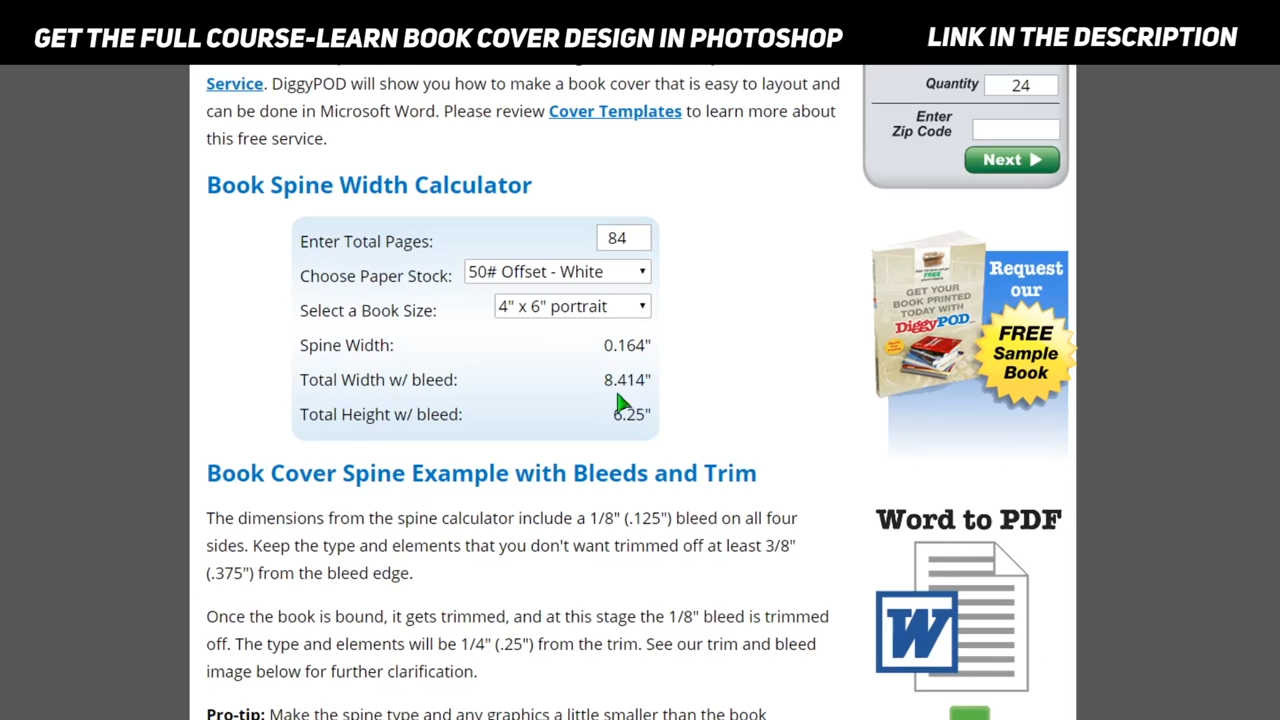 GET THE FULL COURSE-LEARN BOOK COVER DESIGN IN PHOTOSHOP
LINK IN THE DESCRIPTION
Service. DiggyPOD will show you how to make a book cover that is easy to layout and
can be done in Microsoft Word. Please review Cover Templates to learn more about
this free service.
Book Spine Width Calculator
Enter Total Pages: 84
Choose Paper Stock: 50# Offset - White
Select a Book Size: 4" x 6" portrait
Spine Width: 0.164"
Total Width w/ bleed: 8.414"
Total Height w/ bleed: 6.25"
Book Cover Spine Example with Bleeds and Trim
The dimensions from the spine calculator include a 1/8" (.125") bleed on all four
sides. Keep the type and elements that you don't want trimmed off at least 3/8"
(.375") from the bleed edge.
Once the book is bound, it gets trimmed, and at this stage the 1/8" bleed is trimmed
off. The type and elements will be 1/4" (.25") from the trim. See our trim and bleed
image below for further clarification.
Pro-tip: Make the spine type and any graphics a little smaller than the book
Quantity 24
Enter
Zip Code
Next
GET YOUR
BOOK PRINTED
TODAY WITH
DiggyPOD
Request
our
FREE
Sample
Book
Word to PDF
W